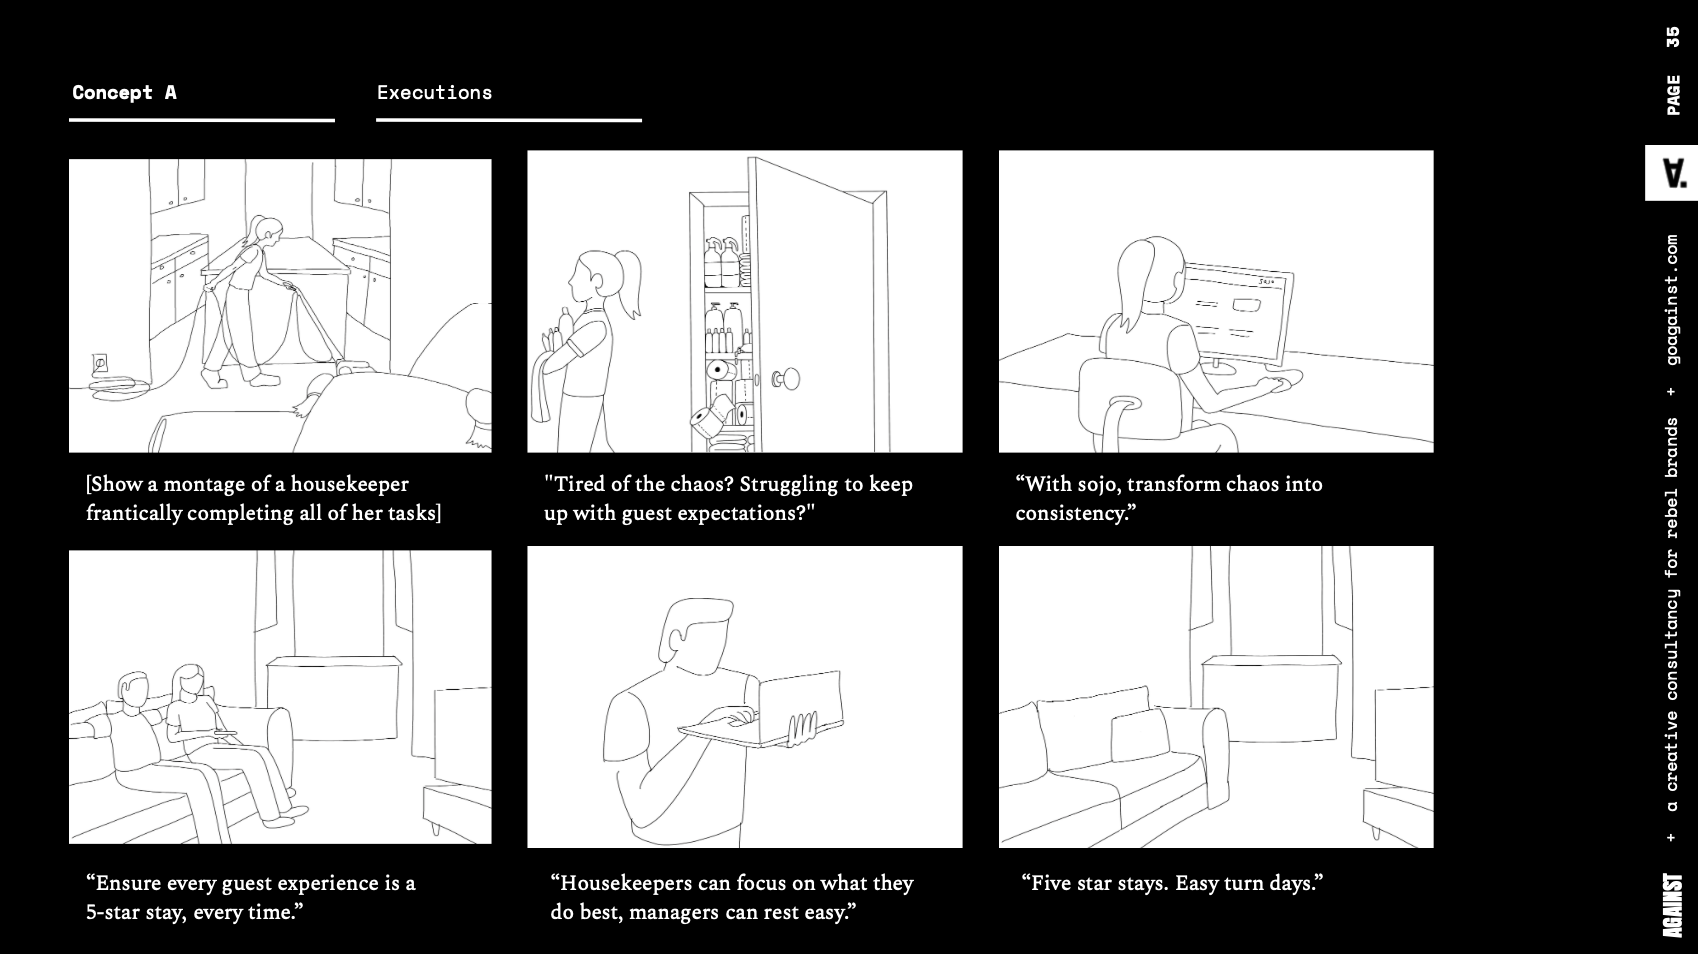 Concept A
Executions
[Show a montage of a housekeeper
frantically completing all of her tasks]
"Tired of the chaos? Struggling to keep
up with guest expectations?"
sojo
“With sojo, transform chaos into
consistency.”
“Ensure every guest experience is a
5-star stay, every time.”
“Housekeepers can focus on what they
do best, managers can rest easy.”
“Five star stays. Easy turn days.”
AGAINST + a creative consultancy for rebel brands + goagainst.com
∀.
PAGE 35